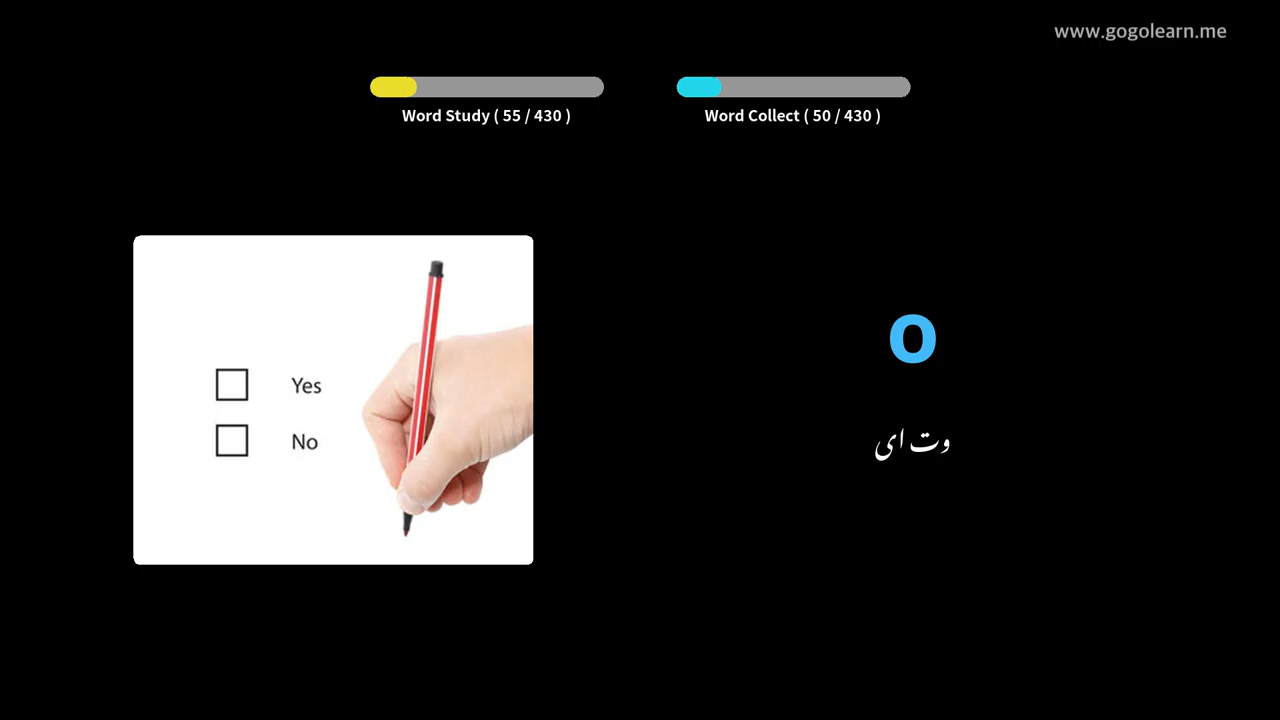 www.gogolearn.me
Word Study ( 55 / 430 )
Word Collect ( 50 / 430 )
Yes
No
o
وت ای